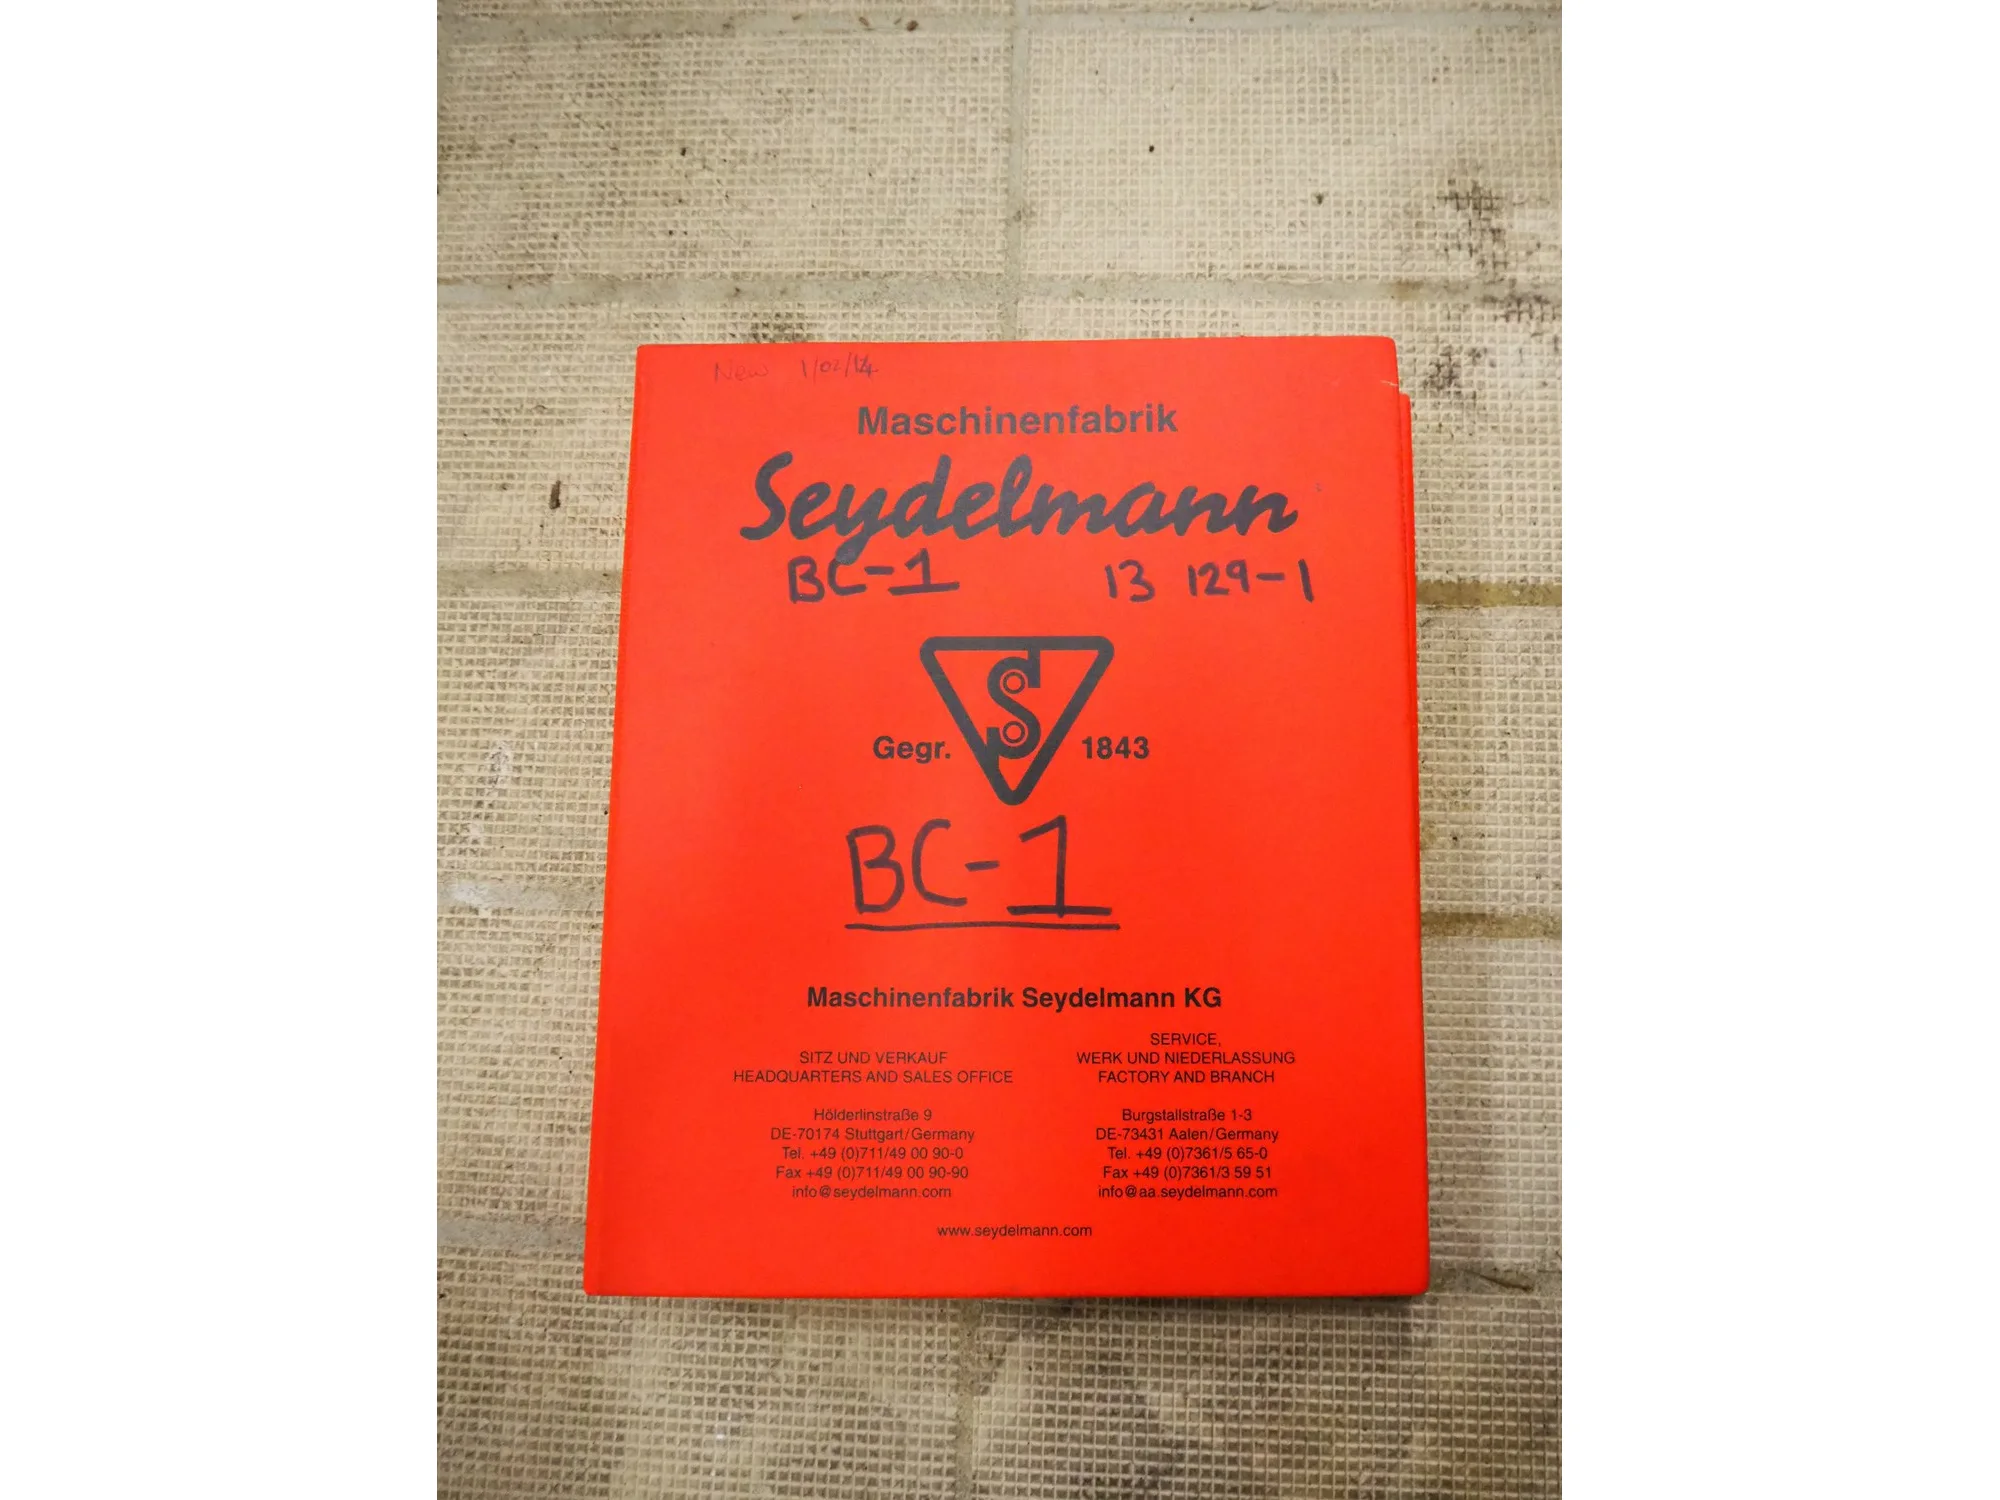 New 1/02/14
Maschinenfabrik
Seydelmann
BC-1 13 129-1
S
Gegr. 1843
BC-1
Maschinenfabrik Seydelmann KG
SITZ UND VERKAUF
HEADQUARTERS AND SALES OFFICE
Hölderlinstraße 9
DE-70174 Stuttgart/Germany
Tel. +49 (0)711/49 00 90-0
Fax +49 (0)711/49 00 90-90
info@seydelmann.com
SERVICE,
WERK UND NIEDERLASSUNG
FACTORY AND BRANCH
Burgstallstraße 1-3
DE-73431 Aalen/Germany
Tel. +49 (0)7361/5 65-0
Fax +49 (0)7361/3 59 51
info@aa.seydelmann.com
www.seydelmann.com